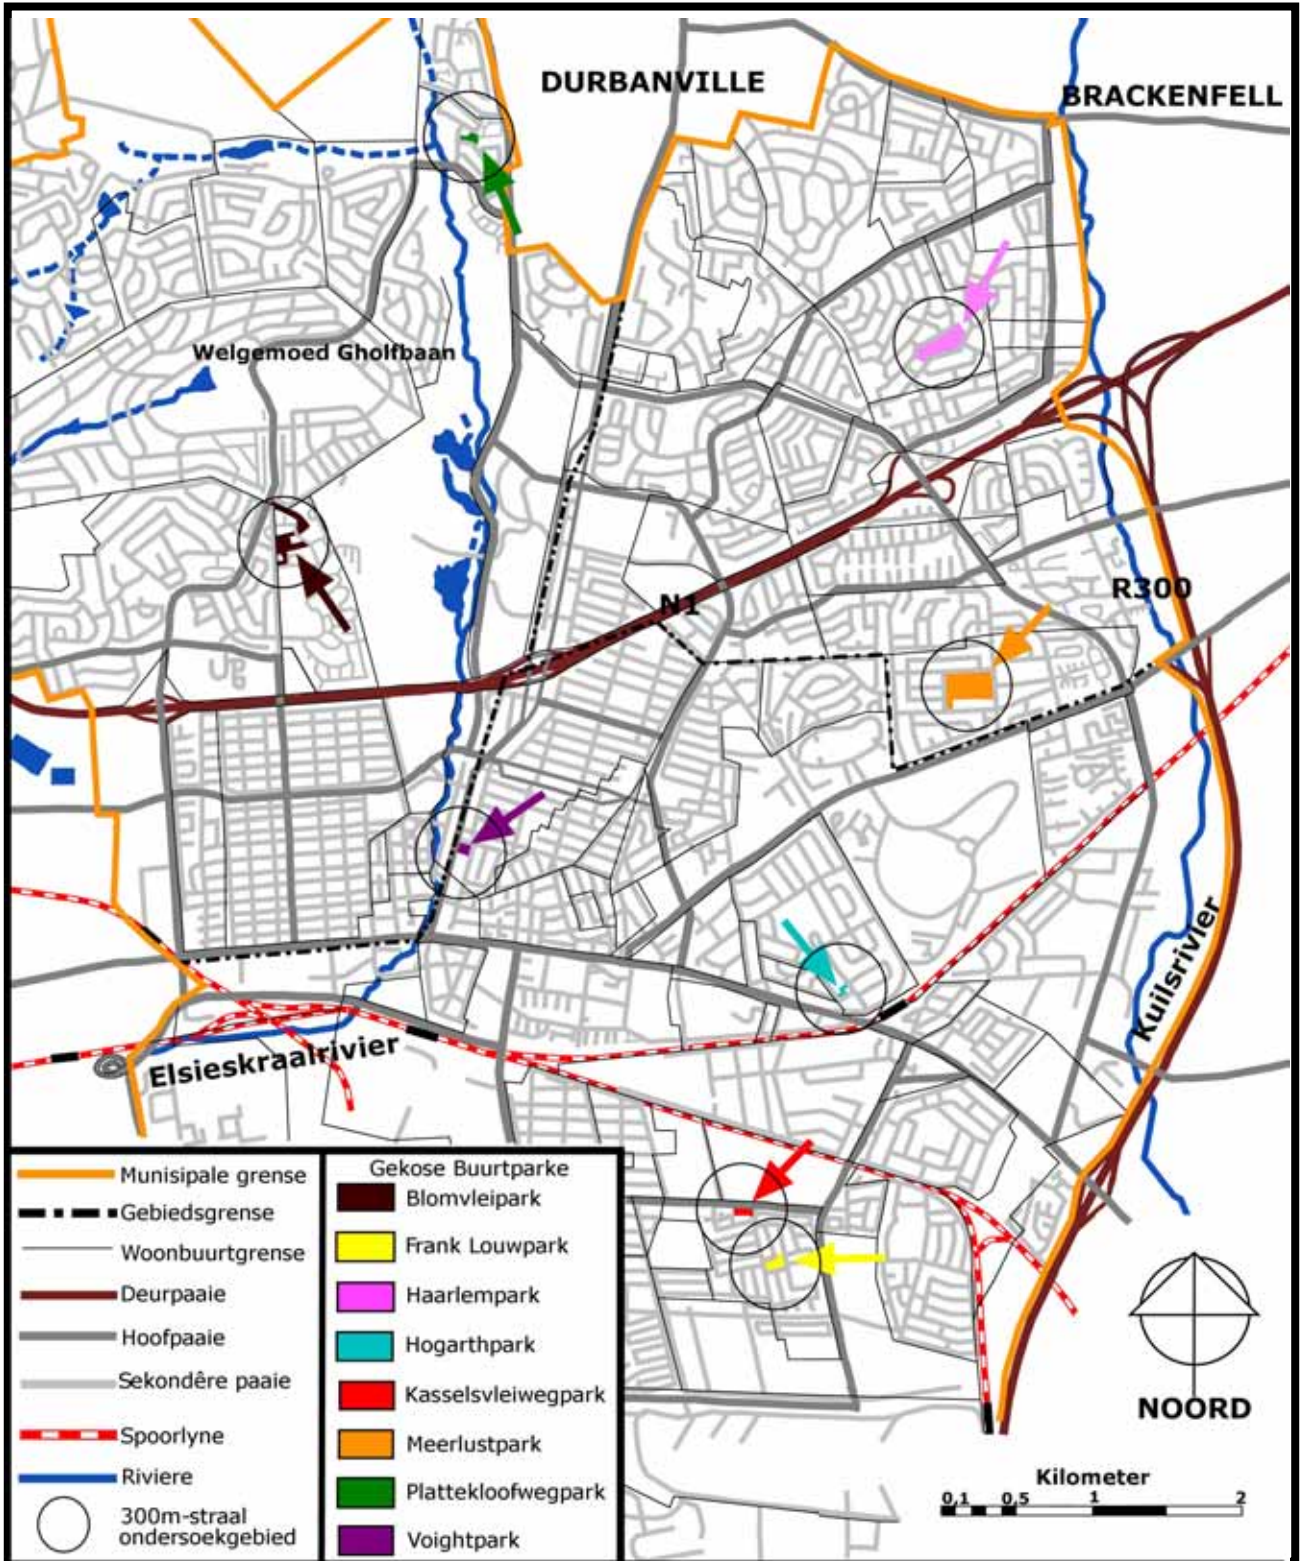 DURBANVILLE
BRACKENFELL
Welgemoed Gholfbaan
N1
R300
Kuilsrivier
Elsieskraalrivier
Munisipale grense
Gebiedsgrense
Woonbuurtgrense
Deurpaaie
Hoofpaaie
Sekondêre paaie
Spoorlyne
Riviere
300m-straal
ondersoekgebied
Gekose Buurtparke
Blomvleipark
Frank Louwpark
Haarlempark
Hogarthpark
Kasselsvleiwegpark
Meerlustpark
Plattekloofwegpark
Voightpark
NOORD
Kilometer
0,1 0,5 1 2